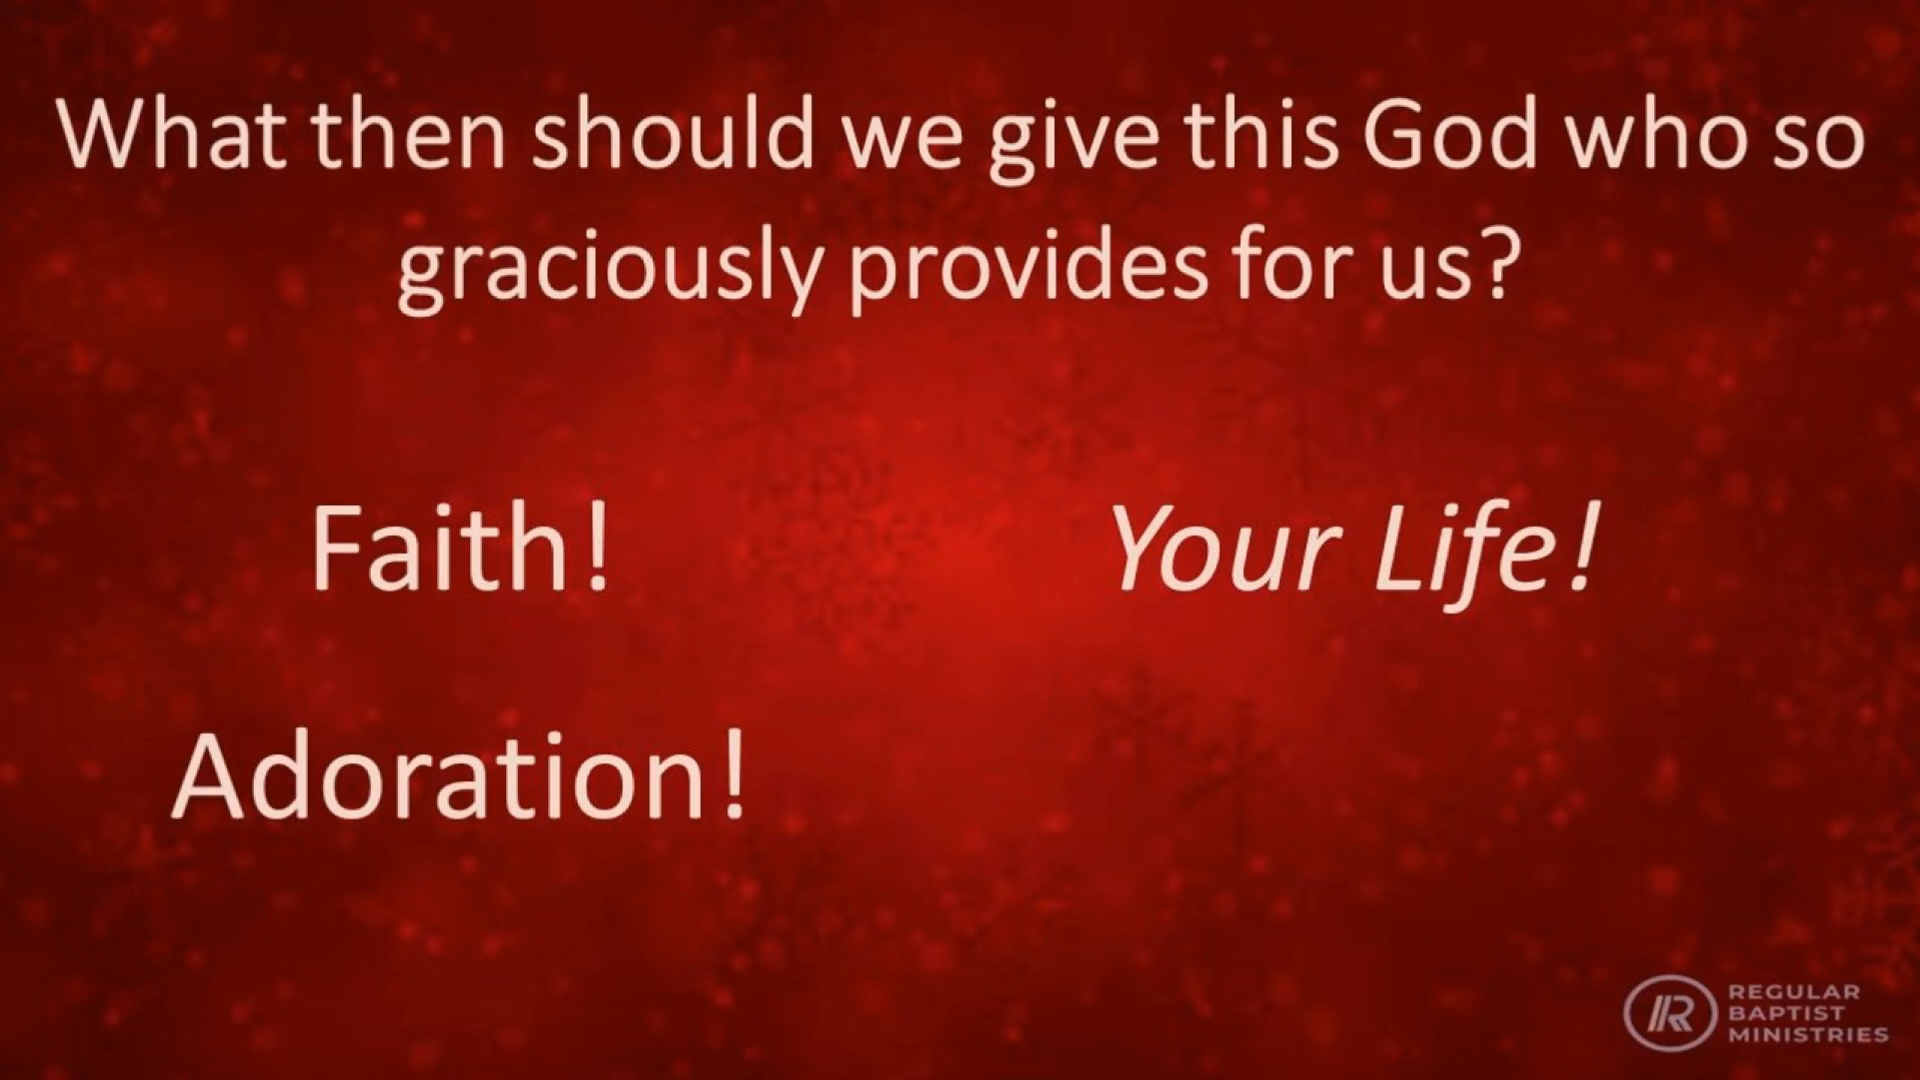 What then should we give this God who so
graciously provides for us?
Faith!
Your Life!
Adoration!
REGULAR
BAPTIST
MINISTRIES